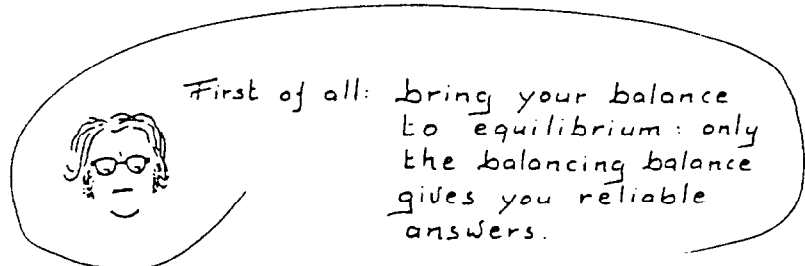 First of all: bring your balance
to equilibrium: only
the balancing balance
gives you reliable
answers.